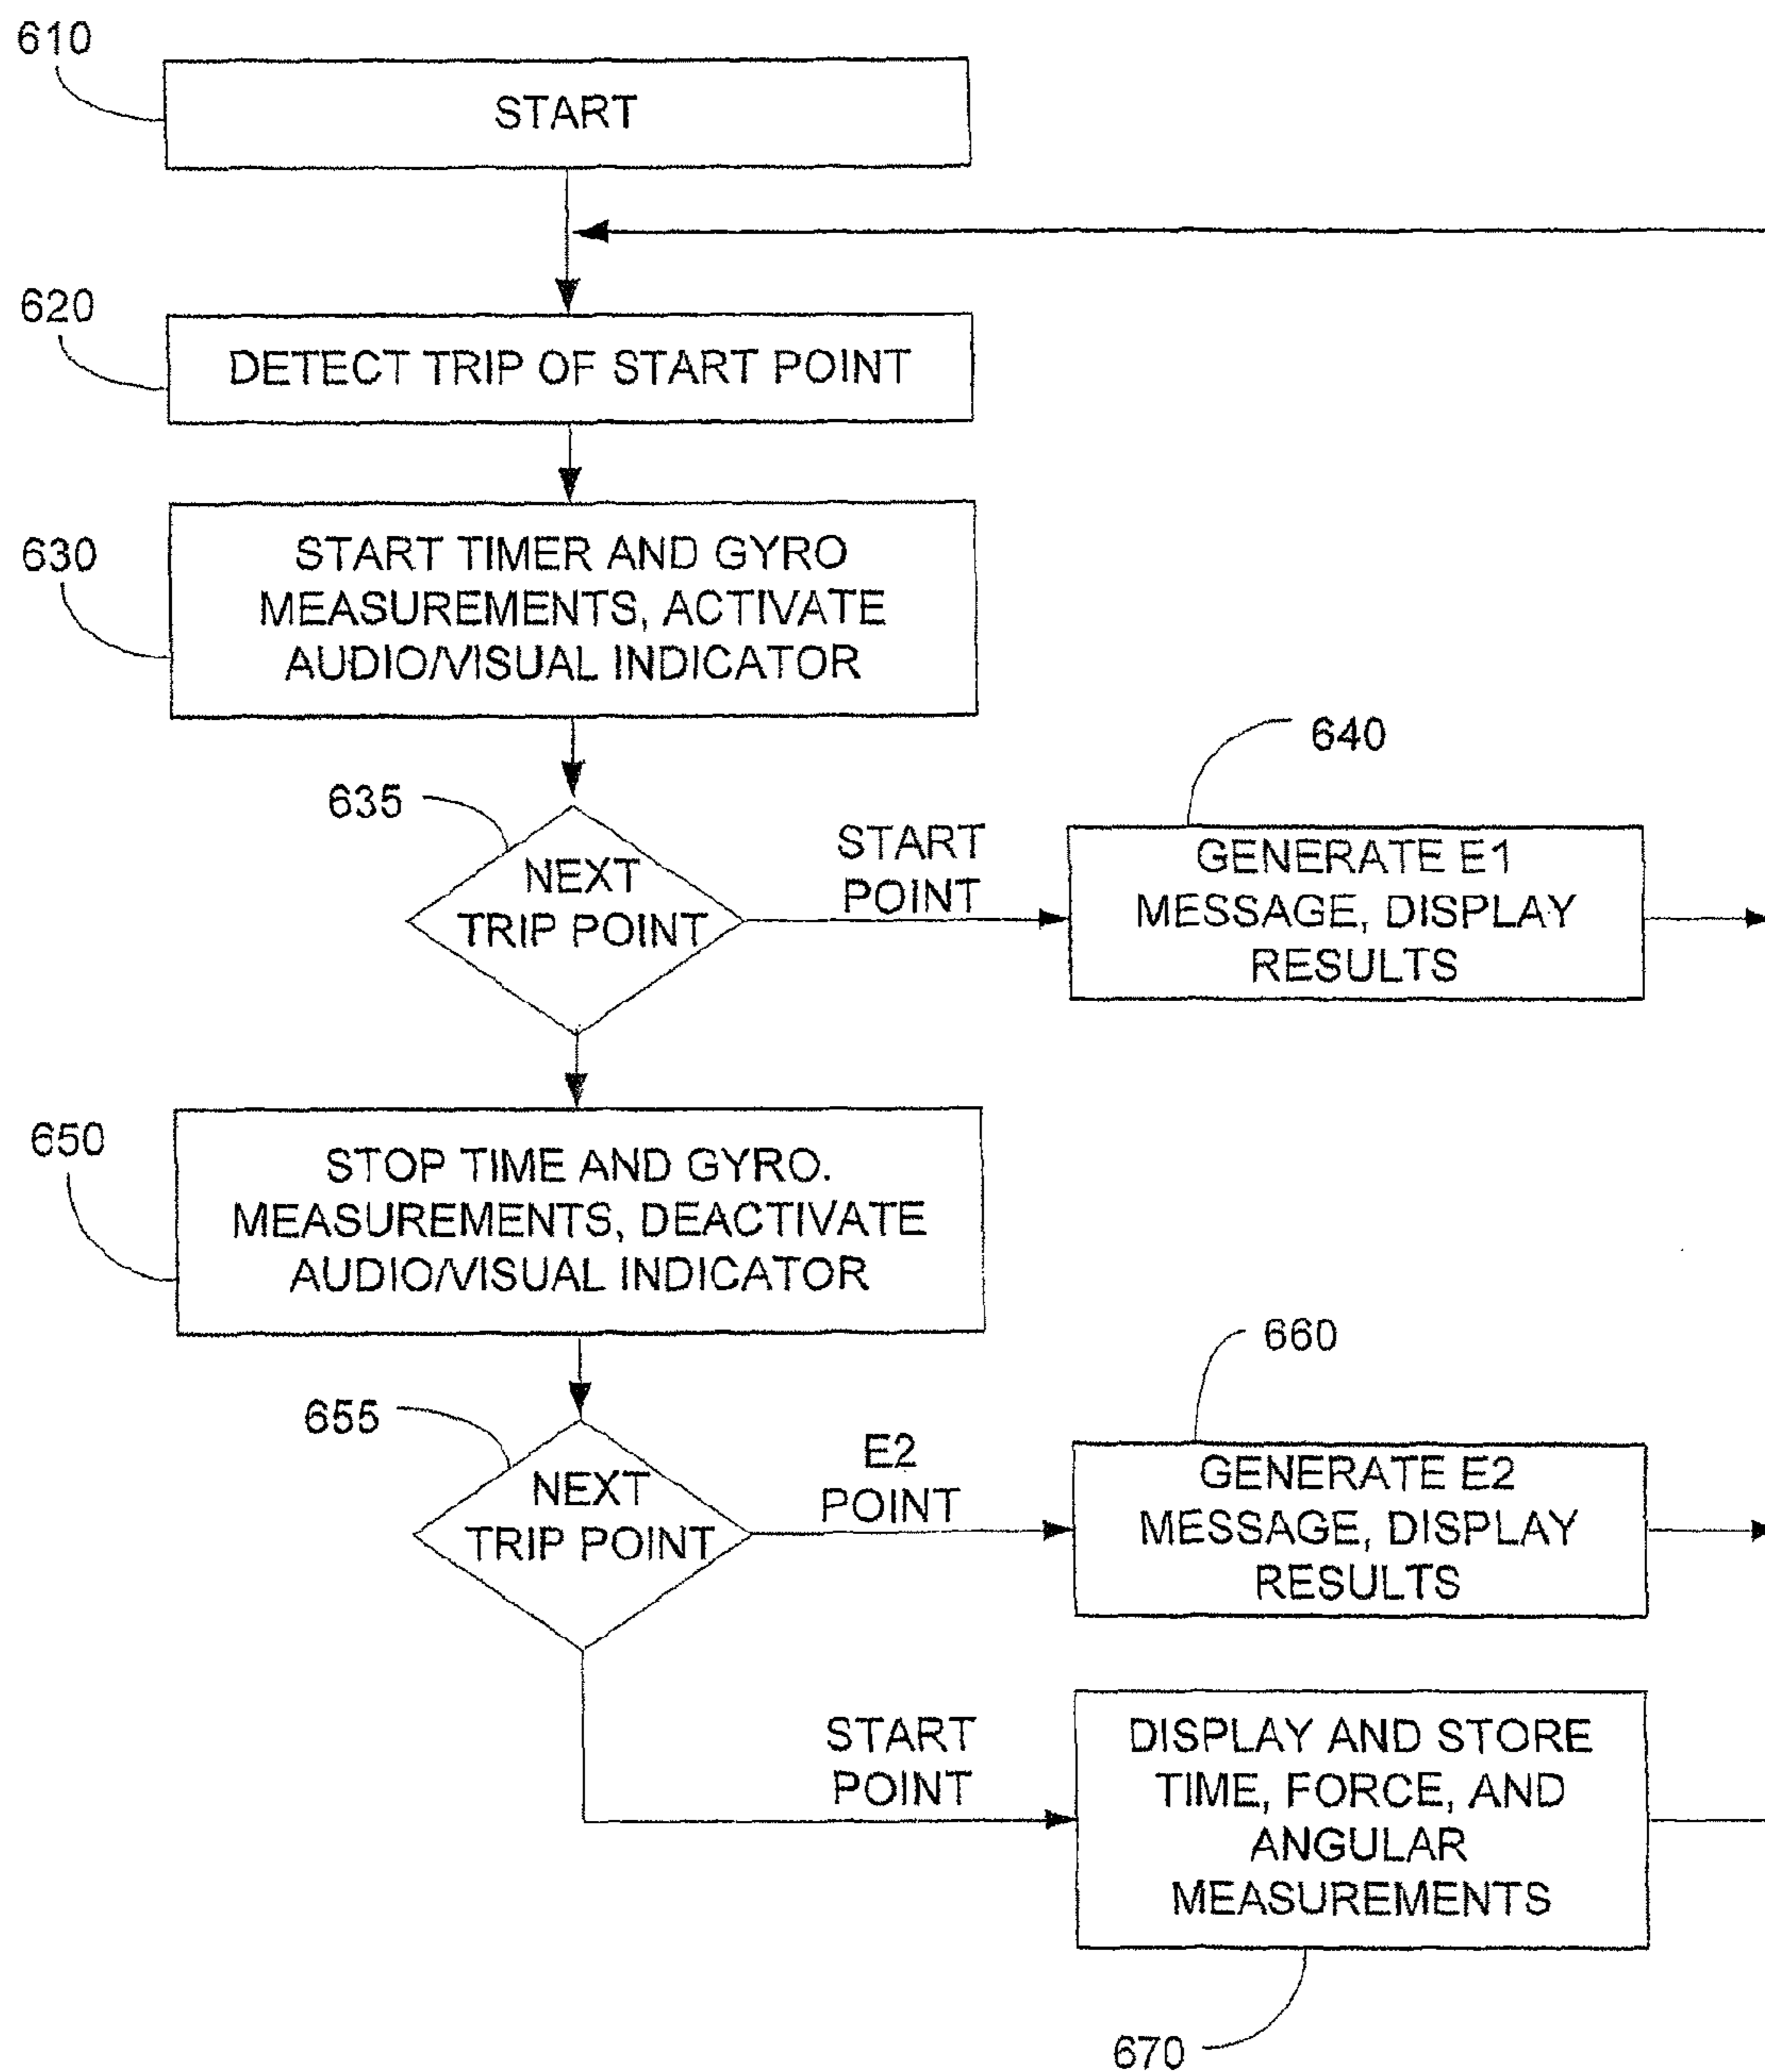 610
START
620
DETECT TRIP OF START POINT
630
START TIMER AND GYRO
MEASUREMENTS, ACTIVATE
AUDIO/VISUAL INDICATOR
635
NEXT
TRIP POINT
START
POINT
640
GENERATE E1
MESSAGE, DISPLAY
RESULTS
650
STOP TIME AND GYRO.
MEASUREMENTS, DEACTIVATE
AUDIO/VISUAL INDICATOR
655
NEXT
TRIP POINT
E2
POINT
660
GENERATE E2
MESSAGE, DISPLAY
RESULTS
START
POINT
DISPLAY AND STORE
TIME, FORCE, AND
ANGULAR
MEASUREMENTS
670